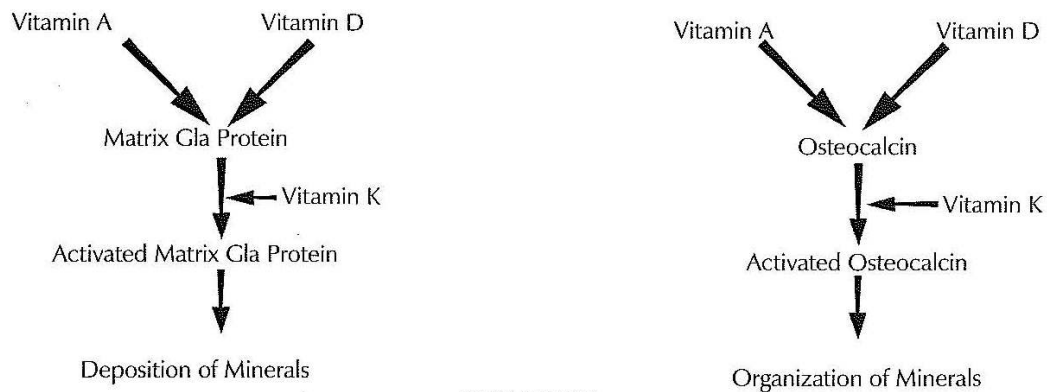 Vitamin A
Vitamin D
Matrix Gla Protein
Vitamin K
Activated Matrix Gla Protein
Deposition of Minerals
Vitamin A
Vitamin D
Osteocalcin
Vitamin K
Activated Osteocalcin
Organization of Minerals